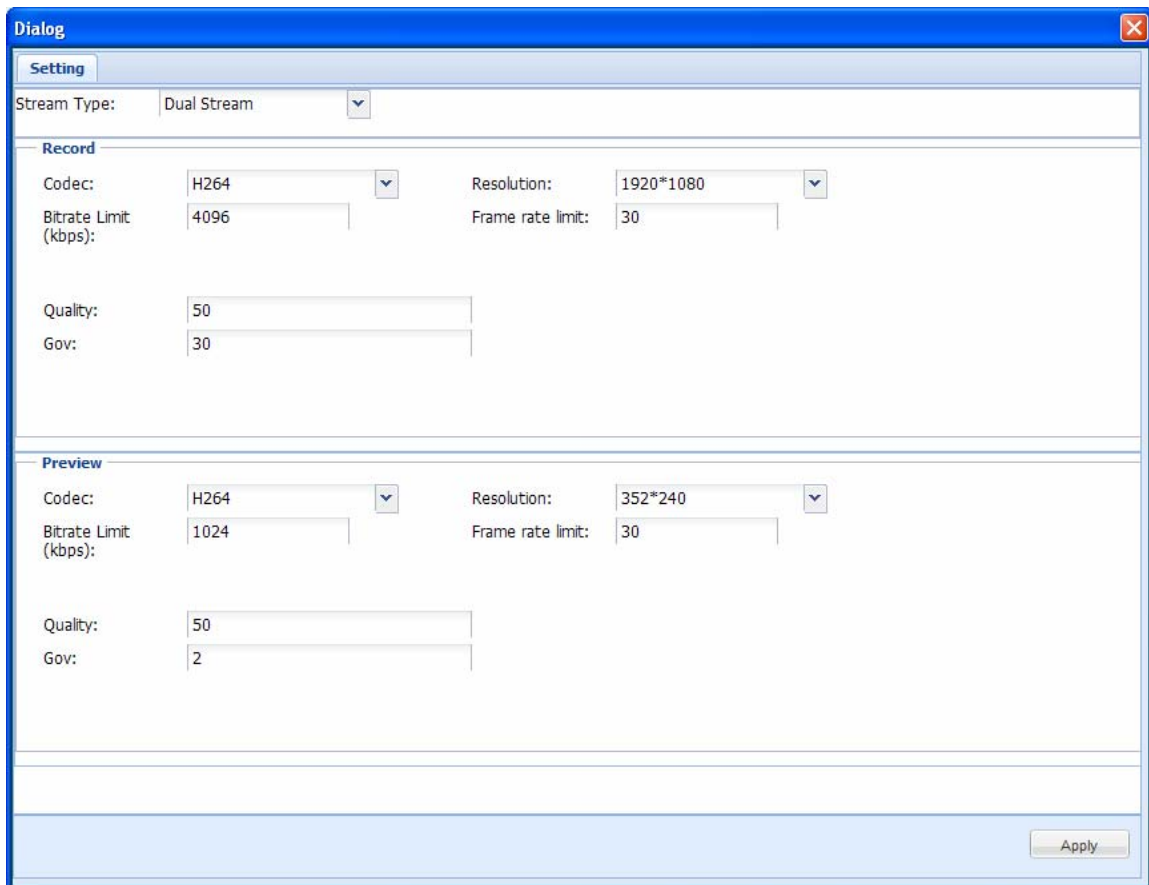 Dialog
Setting
Stream Type: Dual Stream
Record
Codec: H264 Resolution: 1920*1080
Bitrate Limit (kbps): 4096 Frame rate limit: 30
Quality: 50
Gov: 30
Preview
Codec: H264 Resolution: 352*240
Bitrate Limit (kbps): 1024 Frame rate limit: 30
Quality: 50
Gov: 2
Apply